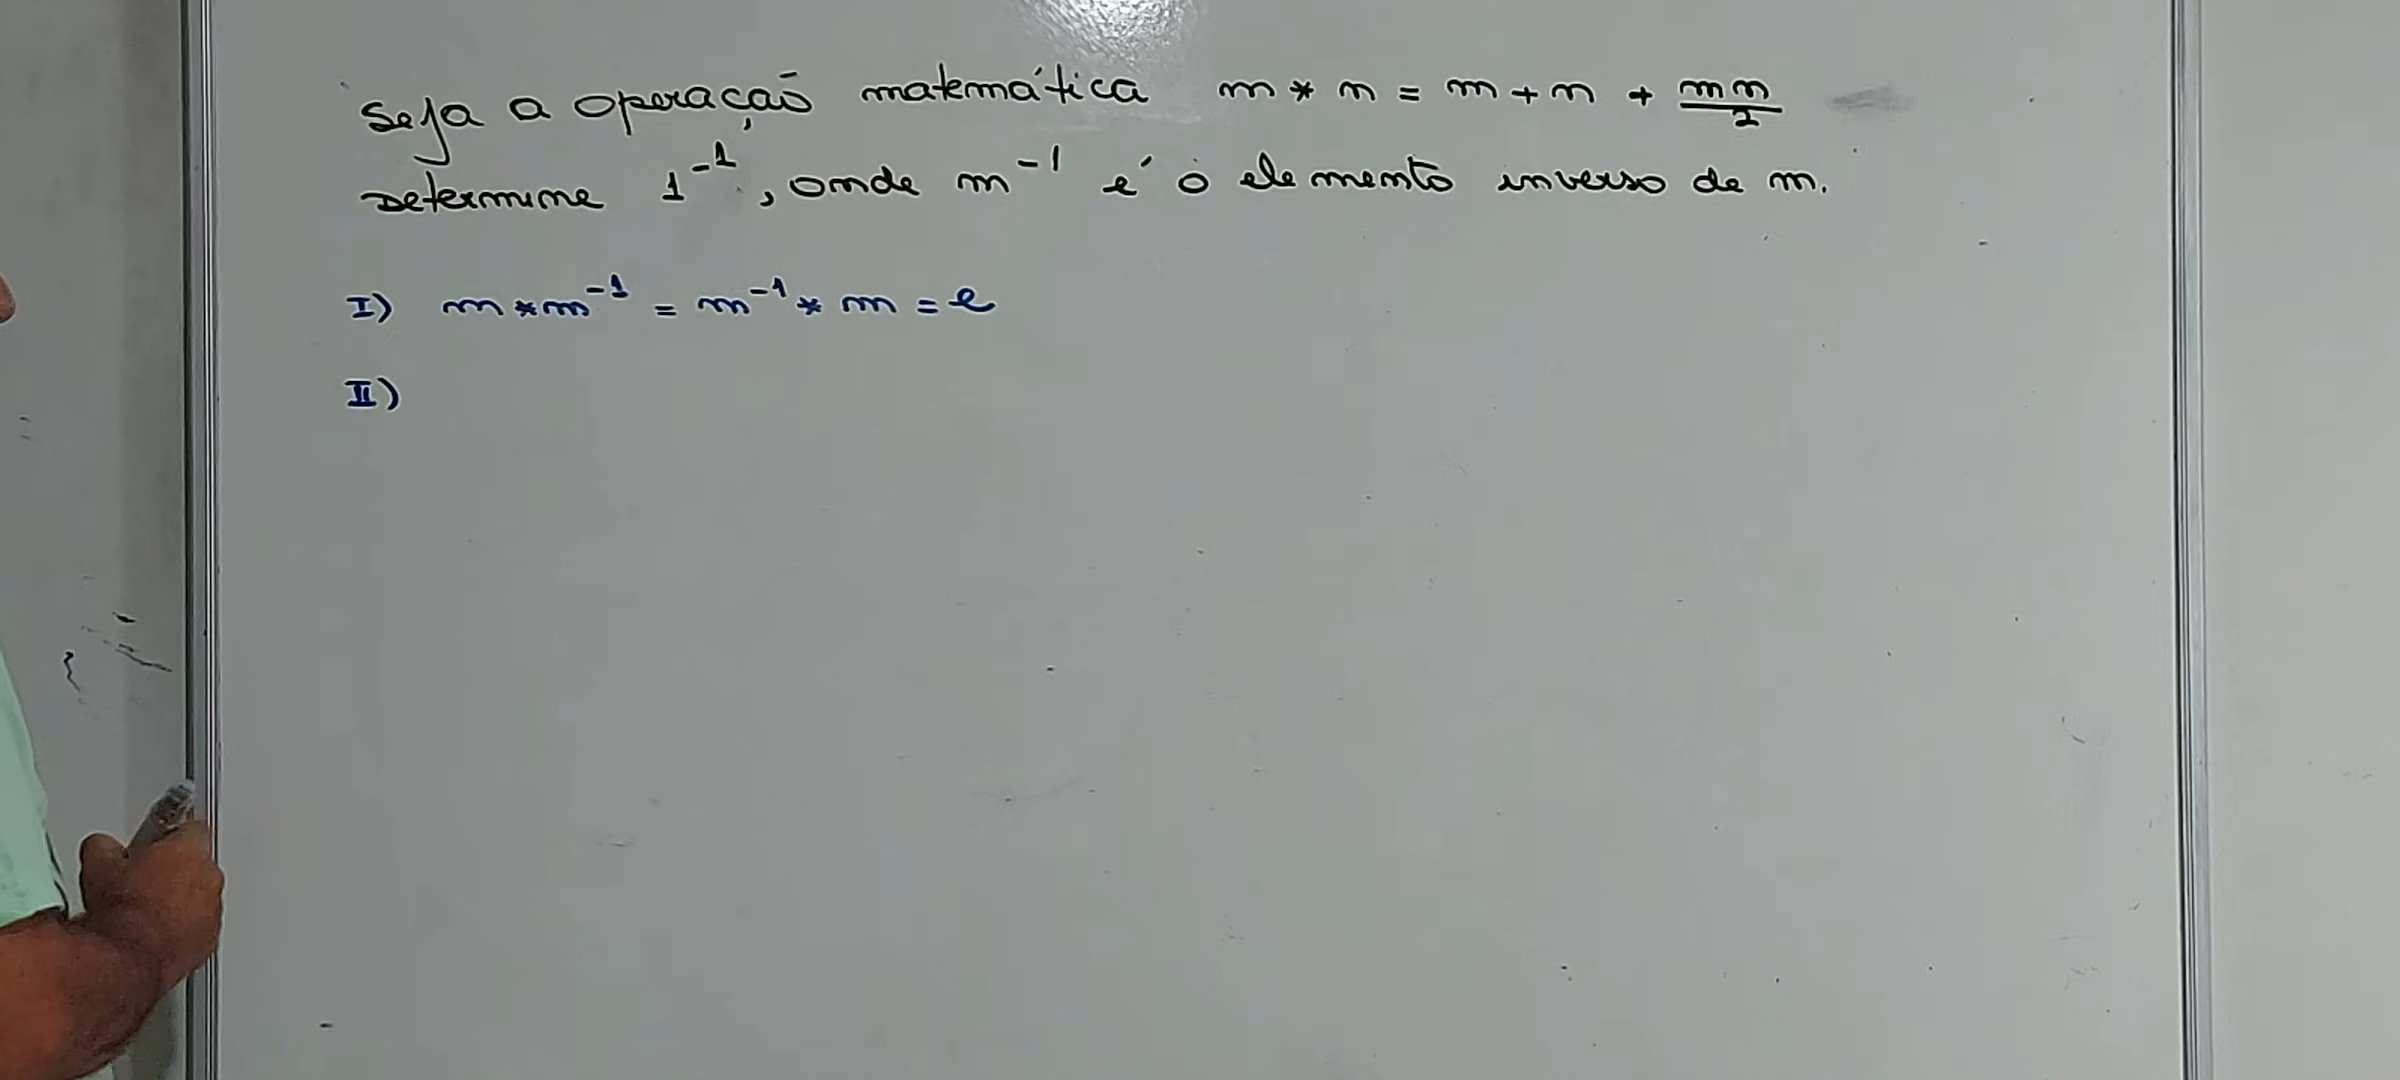 Seja a operação matemática m * n = m + n + mn/2
Determine 1⁻¹, onde m⁻¹ é o elemento inverso de m.
I) m * m⁻¹ = m⁻¹ * m = e
II)